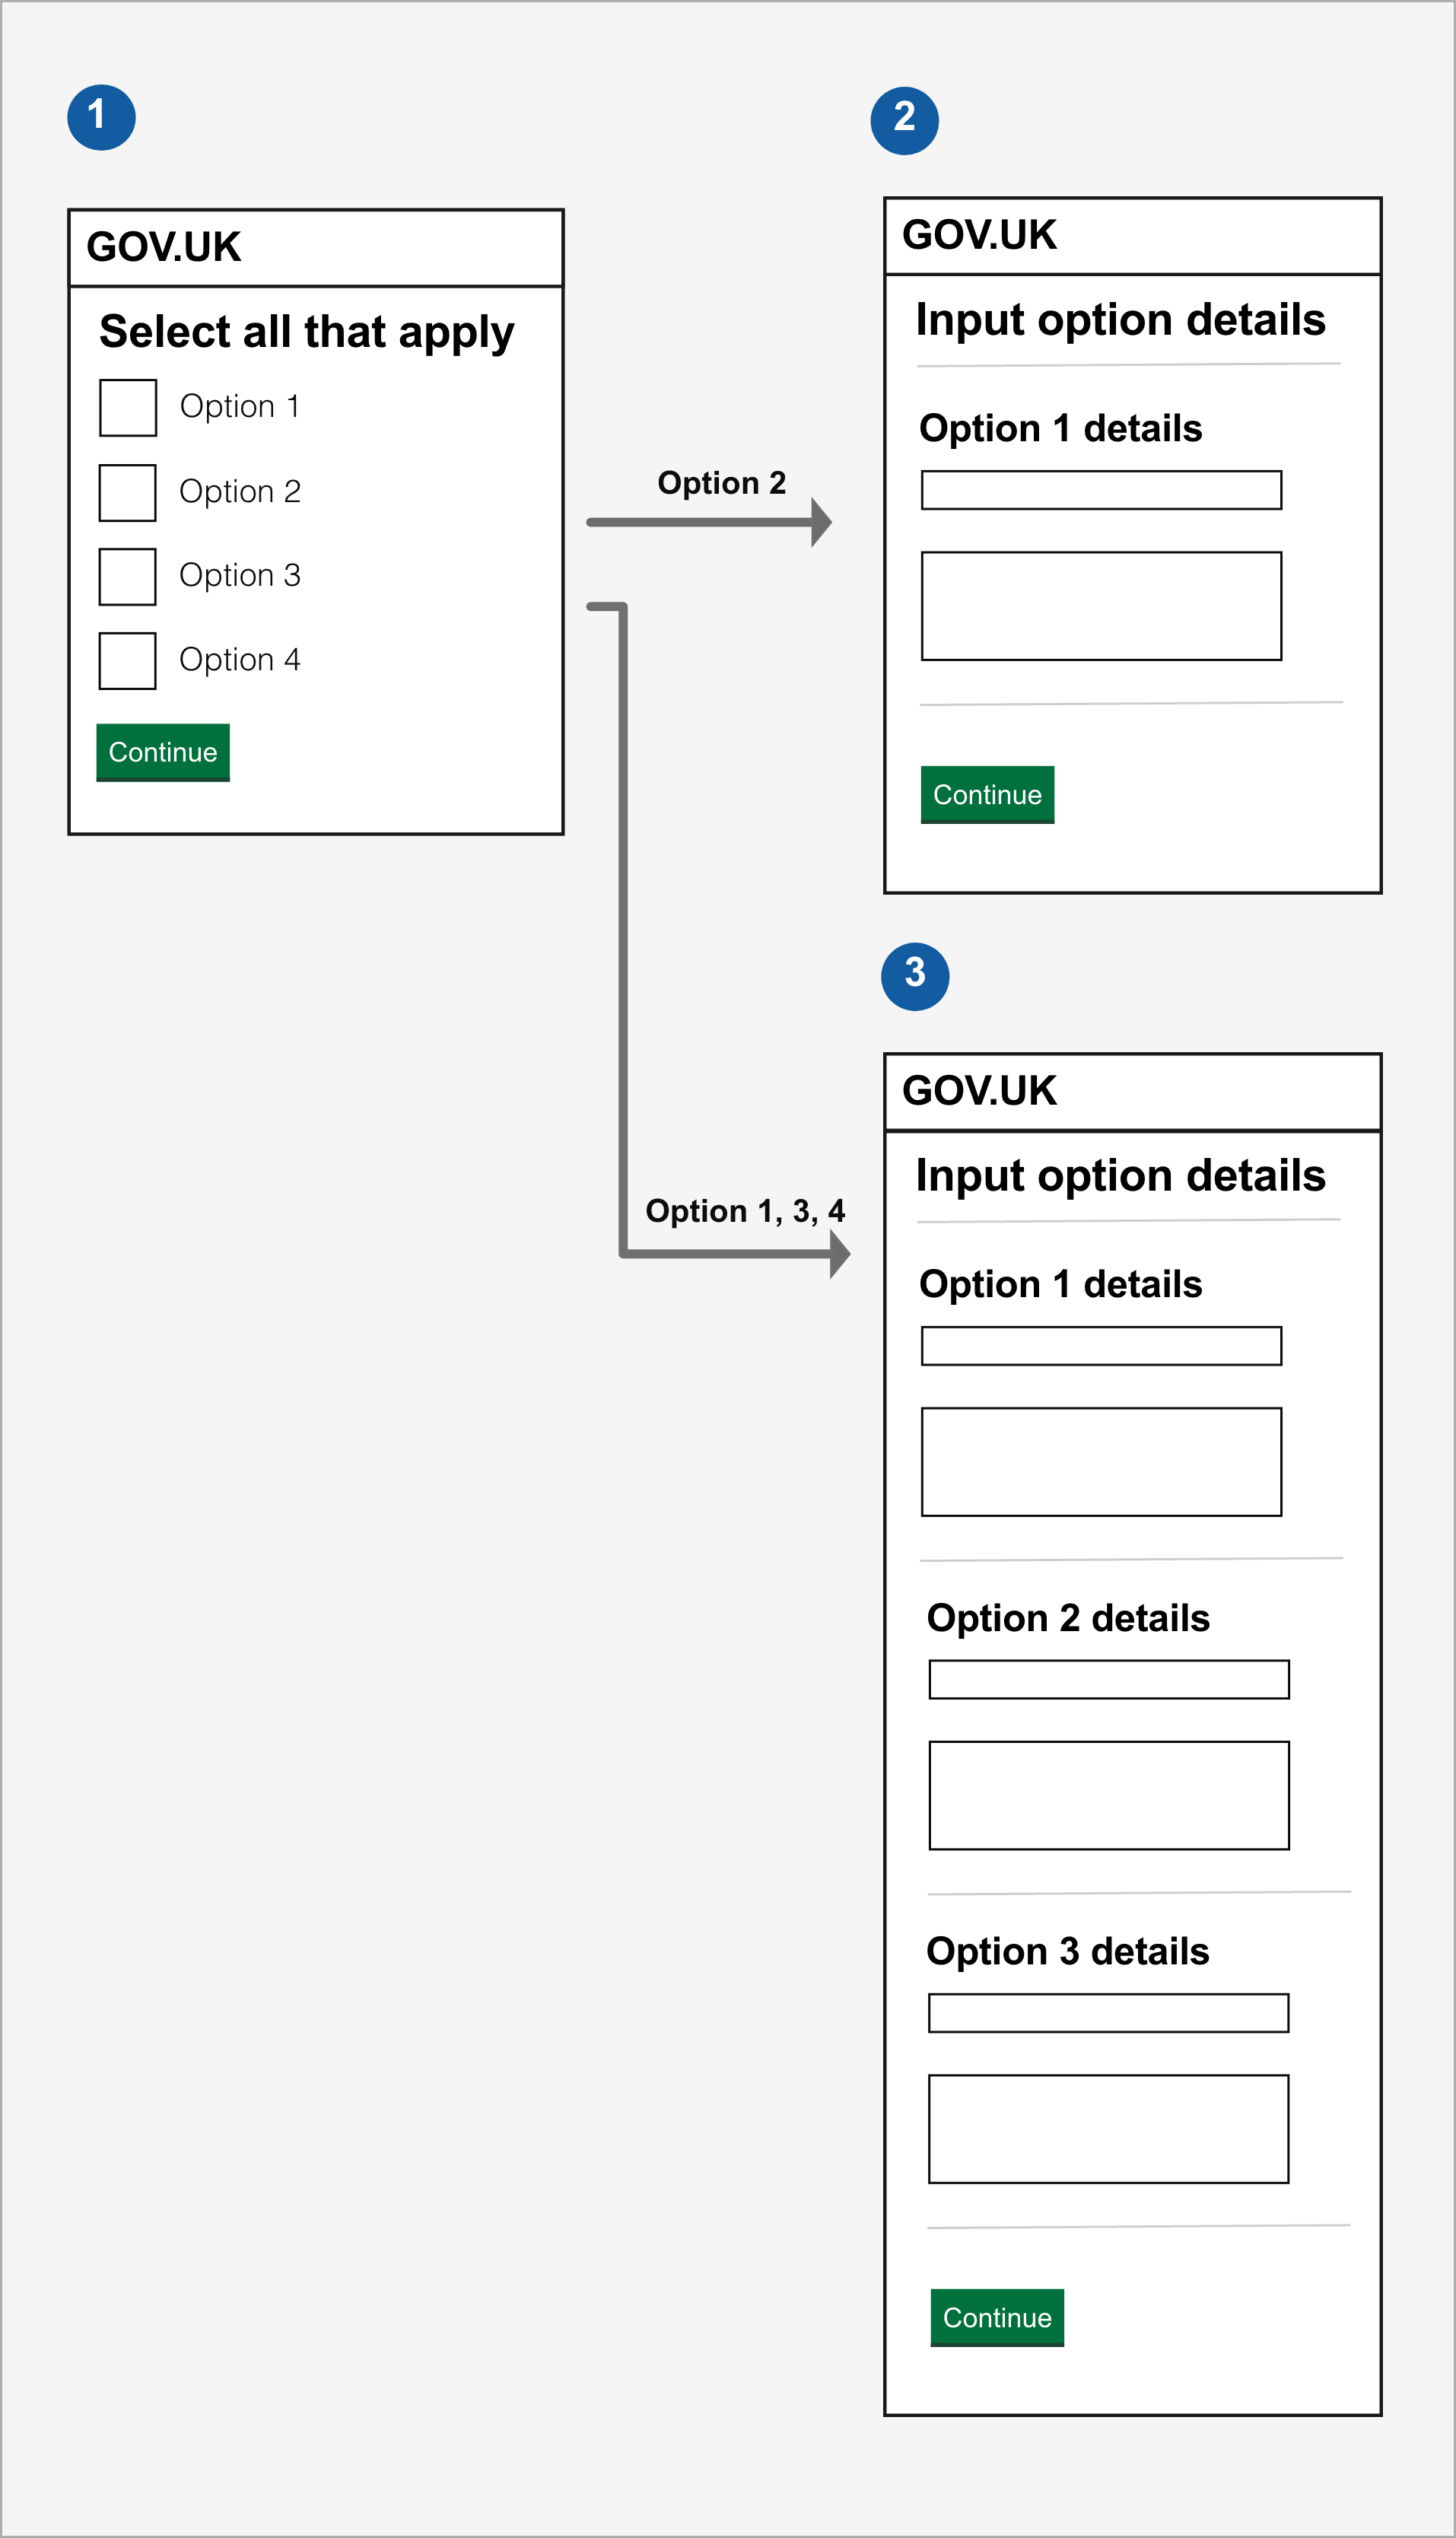 1
GOV.UK
Select all that apply
Option 1
Option 2
Option 3
Option 4
Continue
Option 2
Option 1, 3, 4
2
GOV.UK
Input option details
Option 1 details
Continue
3
GOV.UK
Input option details
Option 1 details
Option 2 details
Option 3 details
Continue